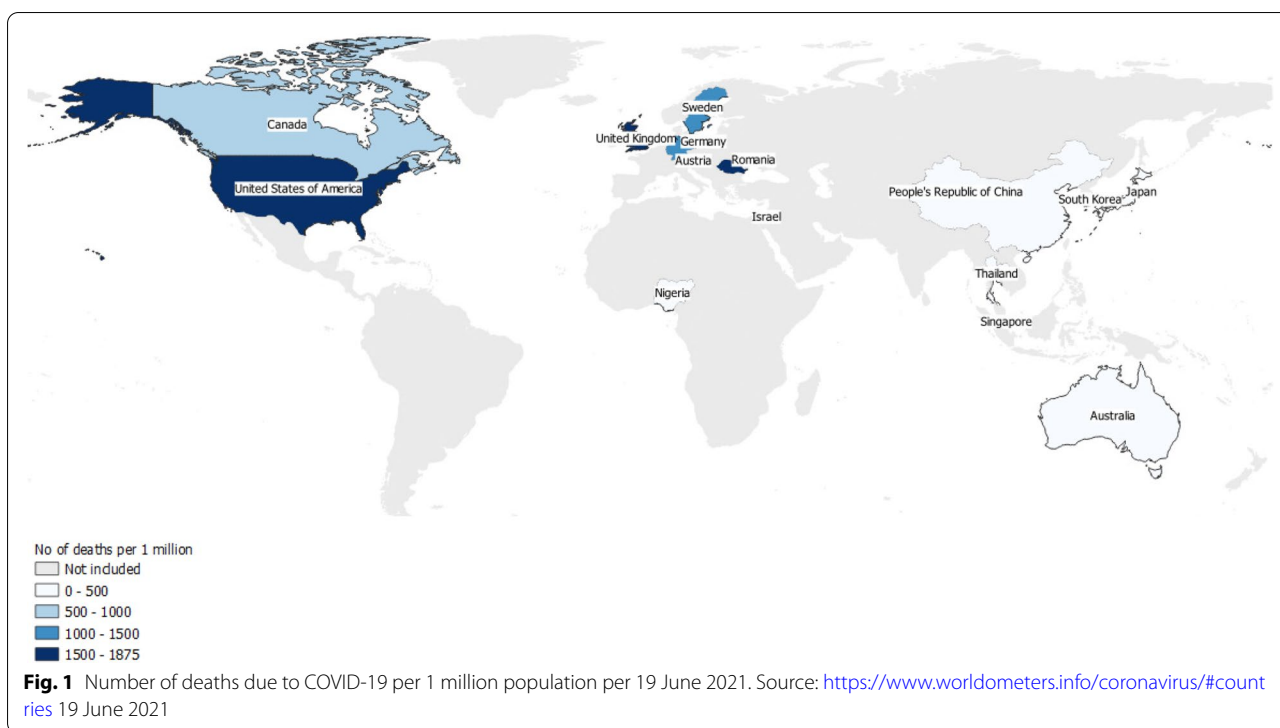 Canada
United States of America
Sweden
United Kingdom
Germany
Austria
Romania
Israel
Nigeria
People's Republic of China
South Korea
Japan
Thailand
Singapore
Australia
No of deaths per 1 million
Not included
0 - 500
500 - 1000
1000 - 1500
1500 - 1875
Fig. 1 Number of deaths due to COVID-19 per 1 million population per 19 June 2021. Source: https://www.worldometers.info/coronavirus/#count
ries 19 June 2021